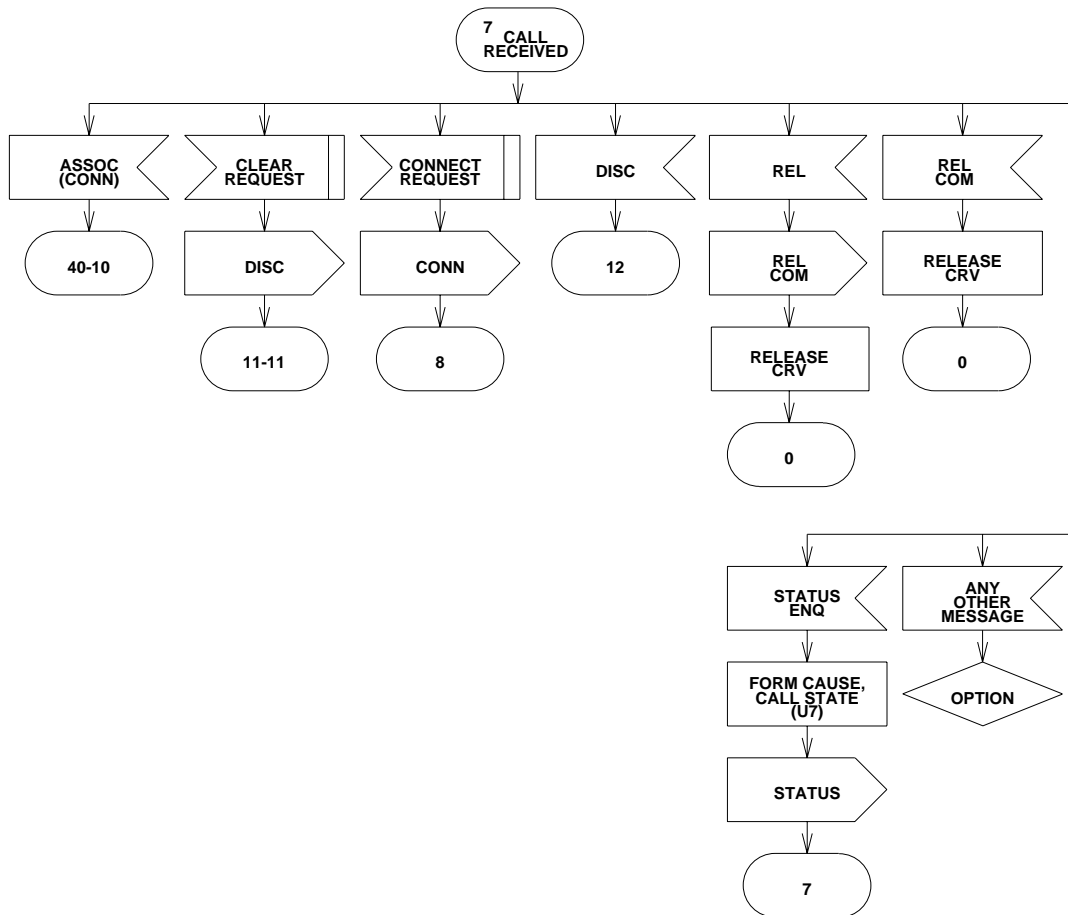 7
CALL
RECEIVED
ASSOC
(CONN)
CLEAR
REQUEST
CONNECT
REQUEST
DISC
REL
REL
COM
40-10
DISC
CONN
12
REL
COM
RELEASE
CRV
11-11
8
RELEASE
CRV
0
0
STATUS
ENQ
ANY
OTHER
MESSAGE
FORM CAUSE,
CALL STATE
(U7)
OPTION
STATUS
7